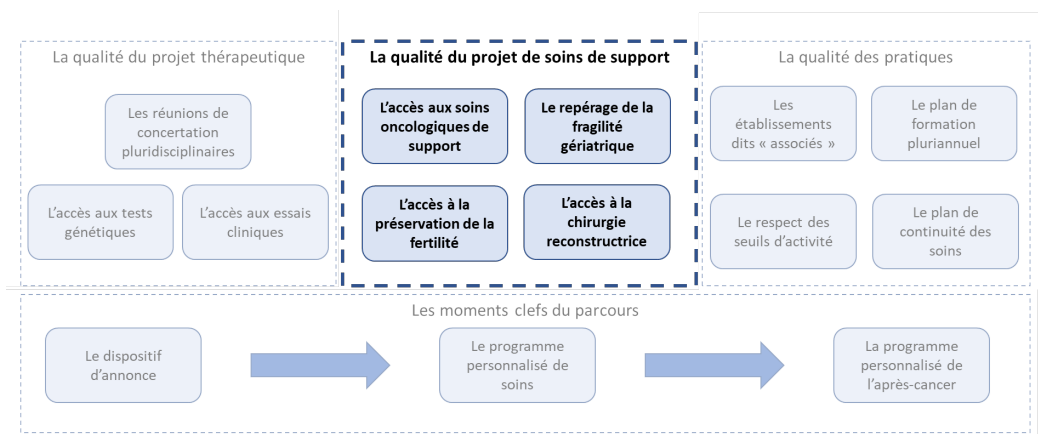 La qualité du projet thérapeutique
Les réunions de
concertation
pluridisciplinaires
L'accès aux tests
génétiques
L'accès aux essais
cliniques
La qualité du projet de soins de support
L'accès aux soins
oncologiques de
support
Le repérage de la
fragilité
gériatrique
L'accès à la
préservation de la
fertilité
L'accès à la
chirurgie
reconstructrice
La qualité des pratiques
Les
établissements
dits « associés »
Le plan de
formation
pluriannuel
Le respect des
seuils d'activité
Le plan de
continuité des
soins
Les moments clefs du parcours
Le dispositif
d'annonce
Le programme
personnalisé de
soins
La programme
personnalisé de
l'après-cancer